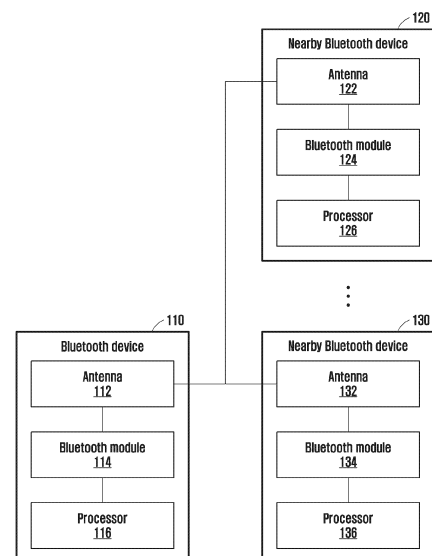 120
Nearby Bluetooth device
Antenna
122
Bluetooth module
124
Processor
126
110
Bluetooth device
Antenna
112
Bluetooth module
114
Processor
116
130
Nearby Bluetooth device
Antenna
132
Bluetooth module
134
Processor
136